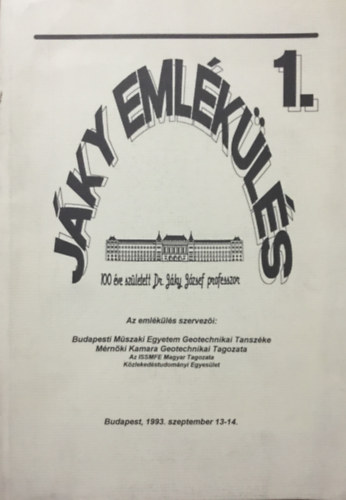 1.
JÁKY EMLÉKÜLÉS
100 éve született Dr. Jáky József professzor
Az emlékülés szervezői:
Budapesti Műszaki Egyetem Geotechnikai Tanszéke
Mérnöki Kamara Geotechnikai Tagozata
Az ISSMFE Magyar Tagozata
Közlekedéstudományi Egyesület
Budapest, 1993. szeptember 13-14.